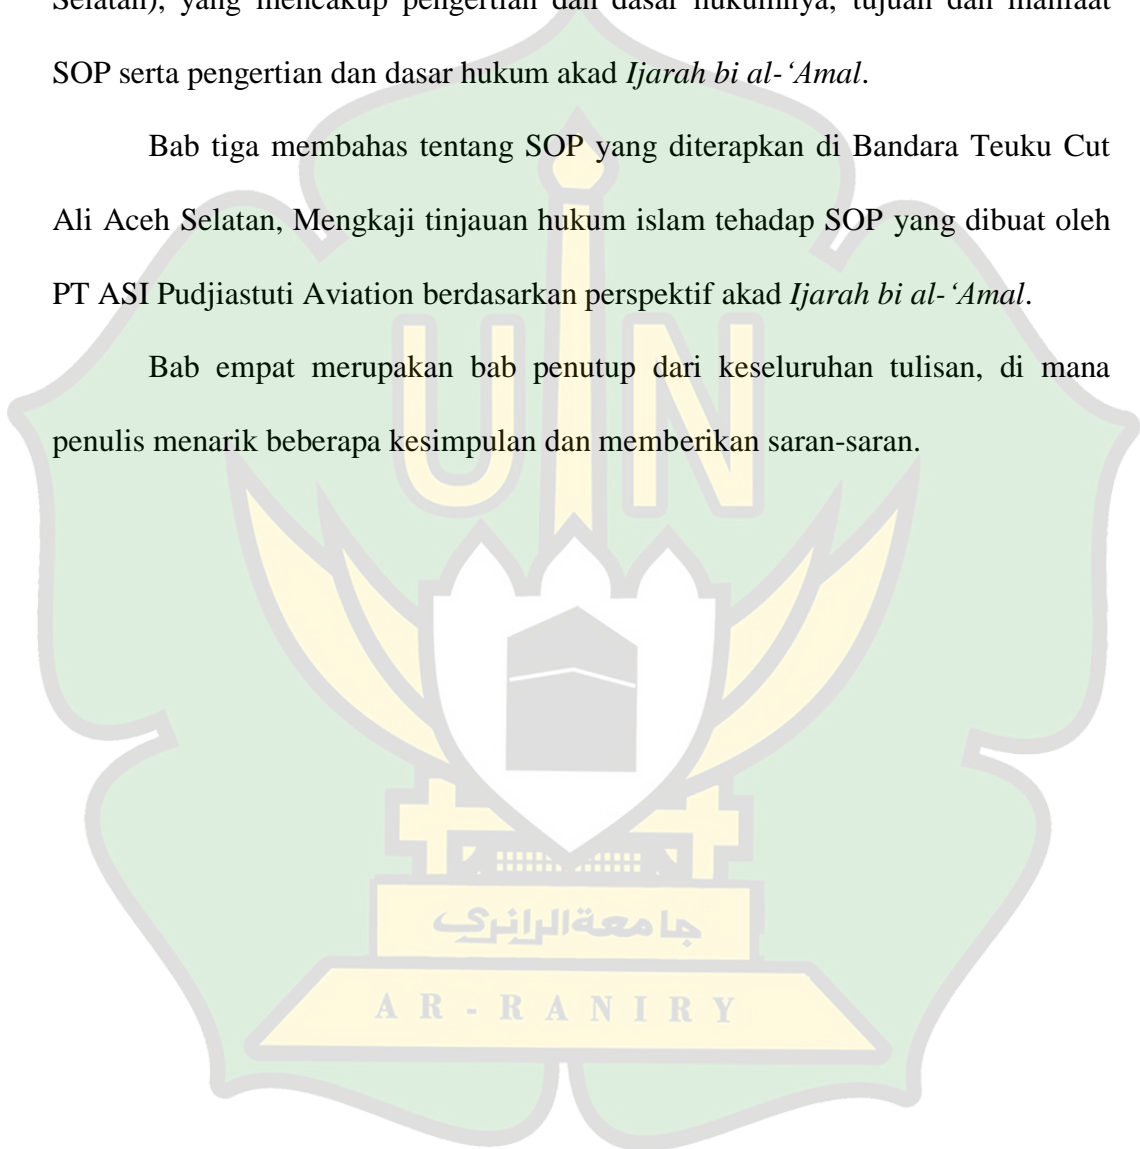 Selatan), yang mencakup pengertian dan dasar hukumnya, tujuan dan manfaat
SOP serta pengertian dan dasar hukum akad Ijarah bi al-‘Amal.
Bab tiga membahas tentang SOP yang diterapkan di Bandara Teuku Cut
Ali Aceh Selatan, Mengkaji tinjauan hukum islam tehadap SOP yang dibuat oleh
PT ASI Pudjiastuti Aviation berdasarkan perspektif akad Ijarah bi al-‘Amal.
Bab empat merupakan bab penutup dari keseluruhan tulisan, di mana
penulis menarik beberapa kesimpulan dan memberikan saran-saran.
UIN
جامعة الرانري
AR-RANIRY